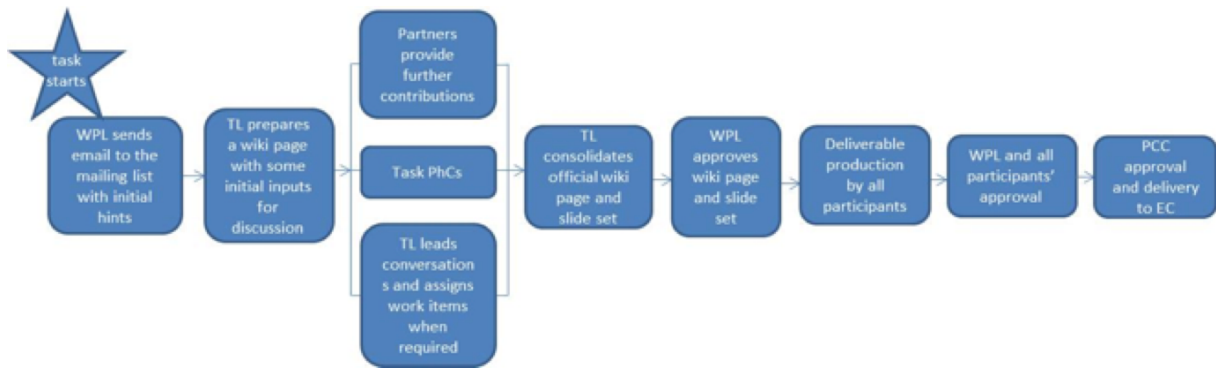 task
starts
WPL sends
email to the
mailing list
with initial
hints
TL prepares
a wiki page
with some
initial inputs
for
discussion
Partners
provide
further
contributions
Task PhCs
TL leads
conversation
s and assigns
work items
when
required
TL
consolidates
official wiki
page and
slide set
WPL
approves
wiki page
and slide
set
Deliverable
production
by all
participants
WPL and all
participants'
approval
PCC
approval
and delivery
to EC